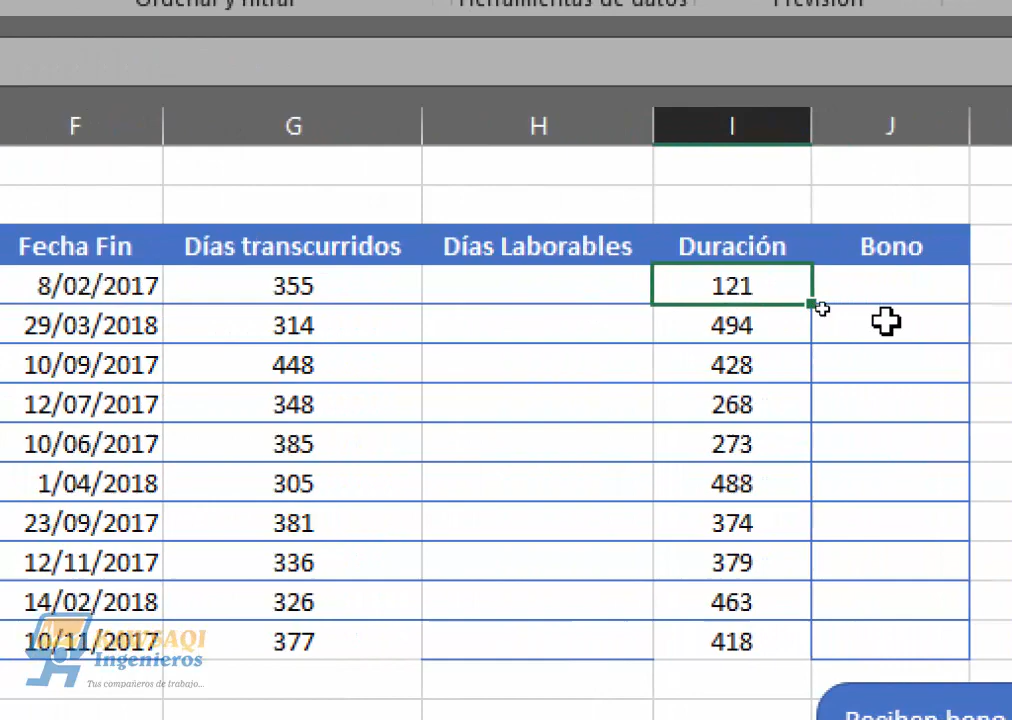 Ordenar y filtrar Herramientas de datos Previsión
F G H I J
Fecha Fin Días transcurridos Días Laborables Duración Bono
8/02/2017 355 121
29/03/2018 314 494
10/09/2017 448 428
12/07/2017 348 268
10/06/2017 385 273
1/04/2018 305 488
23/09/2017 381 374
12/11/2017 336 379
14/02/2018 326 463
10/11/2017 377 418
Ingenieros
Tus compañeros de trabajo...
Reciben bono